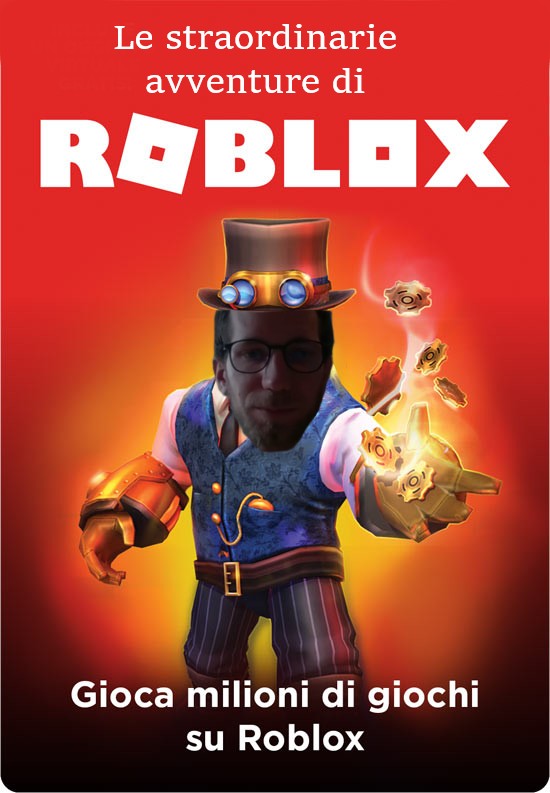 Le straordinarie
avventure di
ROBLOX
Gioca milioni di giochi
su Roblox